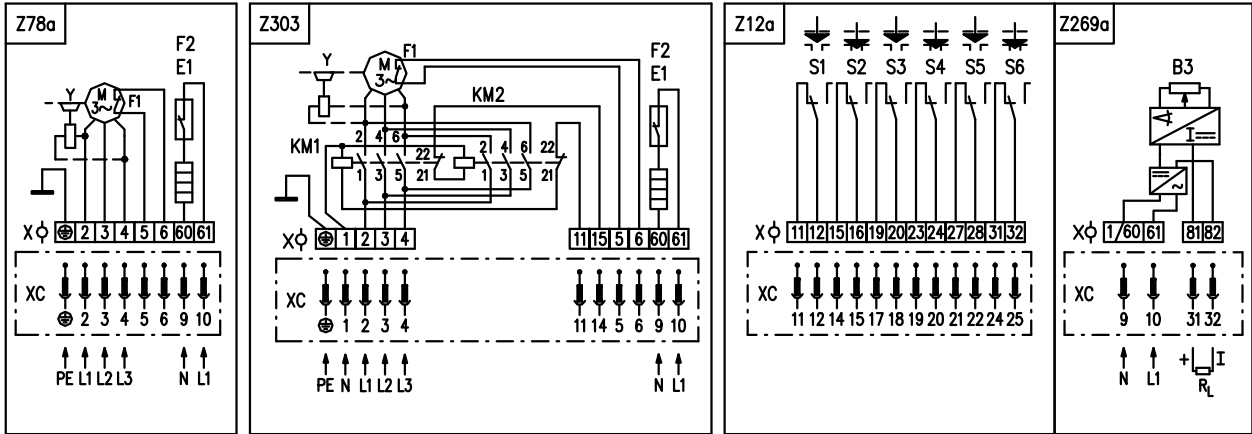 Z78a
F2
E1
Y
M
3~
F1
X 2 3 4 5 6 60 61
XC
2 3 4 5 6 9 10
PE L1 L2 L3 N L1
Z303
F1
F2
E1
Y
M
3~
KM2
KM1
2 4 6 22 2 4 6 22
1 3 5 21 1 3 5 21
X 1 2 3 4 11 15 5 6 60 61
XC
1 2 3 4 11 14 5 6 9 10
PE N L1 L2 L3 N L1
Z12a
S1 S2 S3 S4 S5 S6
X 11 12 15 16 19 20 23 24 27 28 31 32
XC
11 12 14 15 17 18 19 20 21 22 24 25
Z269a
B3
I
~
X 1/60 61 81 82
XC
9 10 31 32
N L1 + I
RL